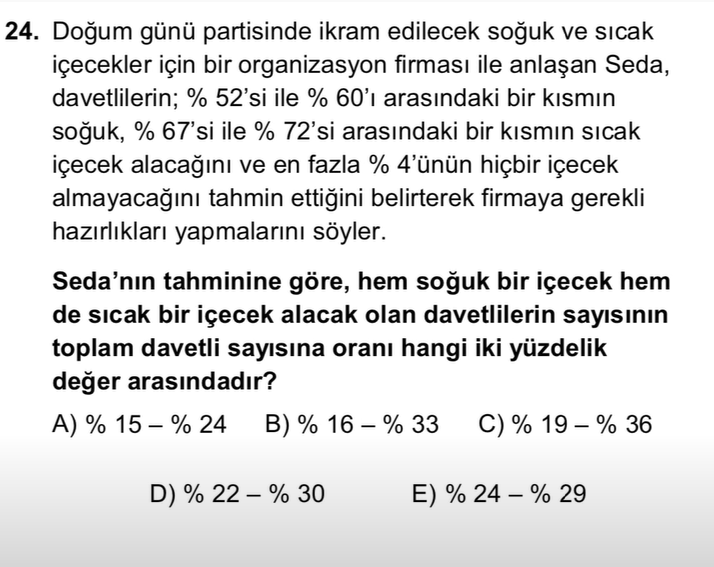 24. Doğum günü partisinde ikram edilecek soğuk ve sıcak
içecekler için bir organizasyon firması ile anlaşan Seda,
davetlilerin; % 52’si ile % 60’ı arasındaki bir kısmın
soğuk, % 67’si ile % 72’si arasındaki bir kısmın sıcak
içecek alacağını ve en fazla % 4’ünün hiçbir içecek
almayacağını tahmin ettiğini belirterek firmaya gerekli
hazırlıkları yapmalarını söyler.
Seda’nın tahminine göre, hem soğuk bir içecek hem
de sıcak bir içecek alacak olan davetlilerin sayısının
toplam davetli sayısına oranı hangi iki yüzdelik
değer arasındadır?
A) % 15 – % 24 B) % 16 – % 33 C) % 19 – % 36
D) % 22 – % 30 E) % 24 – % 29